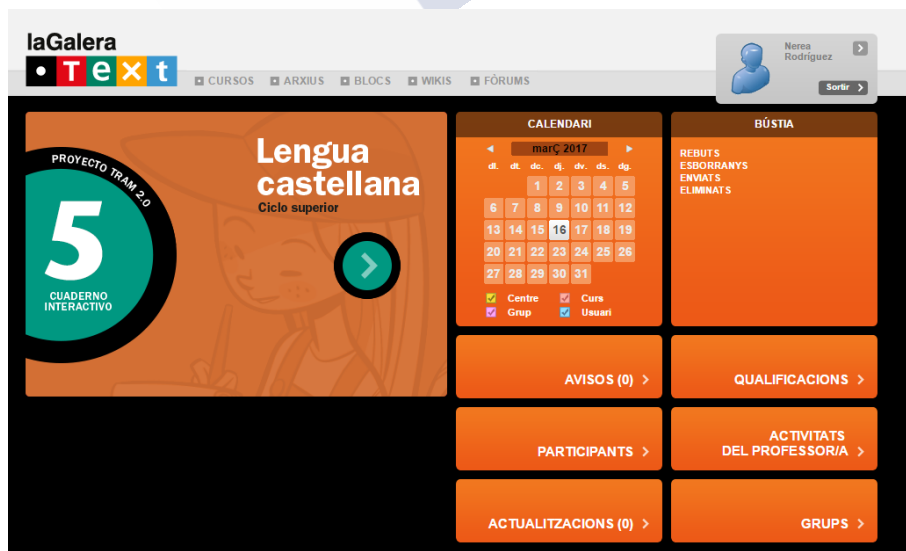 laGalera
Text
CURSOS ARXIUS BLOCS WIKIS FÒRUMS
Nerea
Rodríguez
Sortir
PROYECTO TRAM 2.0
5
CUADERNO
INTERACTIVO
Lengua
castellana
Ciclo superior
CALENDARI
marÇ 2017
dl. dt. dc. dj. dv. ds. dg.
1 2 3 4 5
6 7 8 9 10 11 12
13 14 15 16 17 18 19
20 21 22 23 24 25 26
27 28 29 30 31
Centre Curs
Grup Usuari
BÚSTIA
REBUTS
ESBORRANYS
ENVIATS
ELIMINATS
AVISOS (0)
QUALIFICACIONS
PARTICIPANTS
ACTIVITATS
DEL PROFESSOR/A
ACTUALITZACIONS (0)
GRUPS